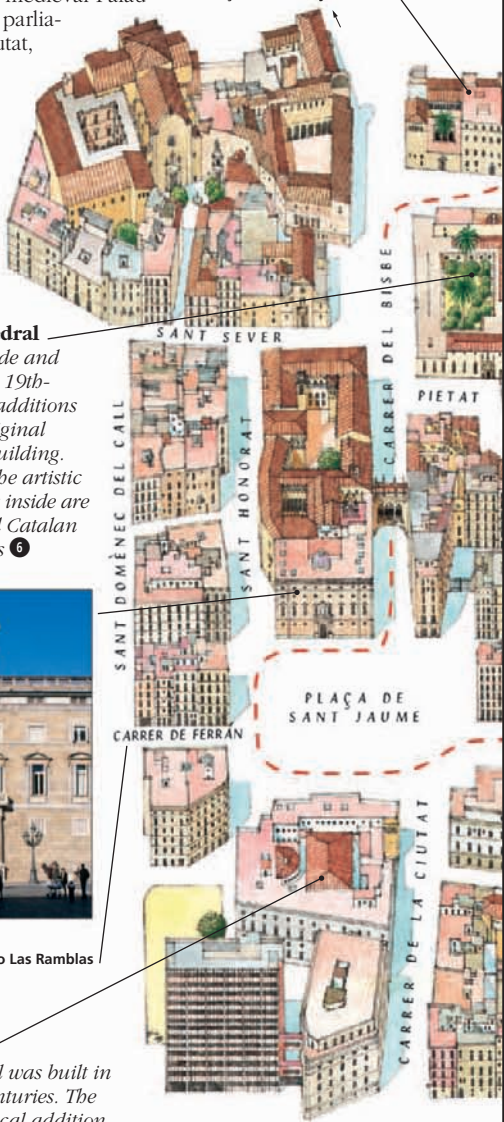 medieval Palau
parlia-
utat,
dral
de and
19th-
additions
ginal
uilding.
be artistic
inside are
l Catalan
s 6
SANT SEVER
CARRER DEL BISBE
PIETAT
SANT DOMÈNEC DEL CALL
SANT HONORAT
PLAÇA DE
SANT JAUME
CARRER DE FERRAN
CARRER DE LA CIUTAT
o Las Ramblas
l was built in
nturies. The
cal addition